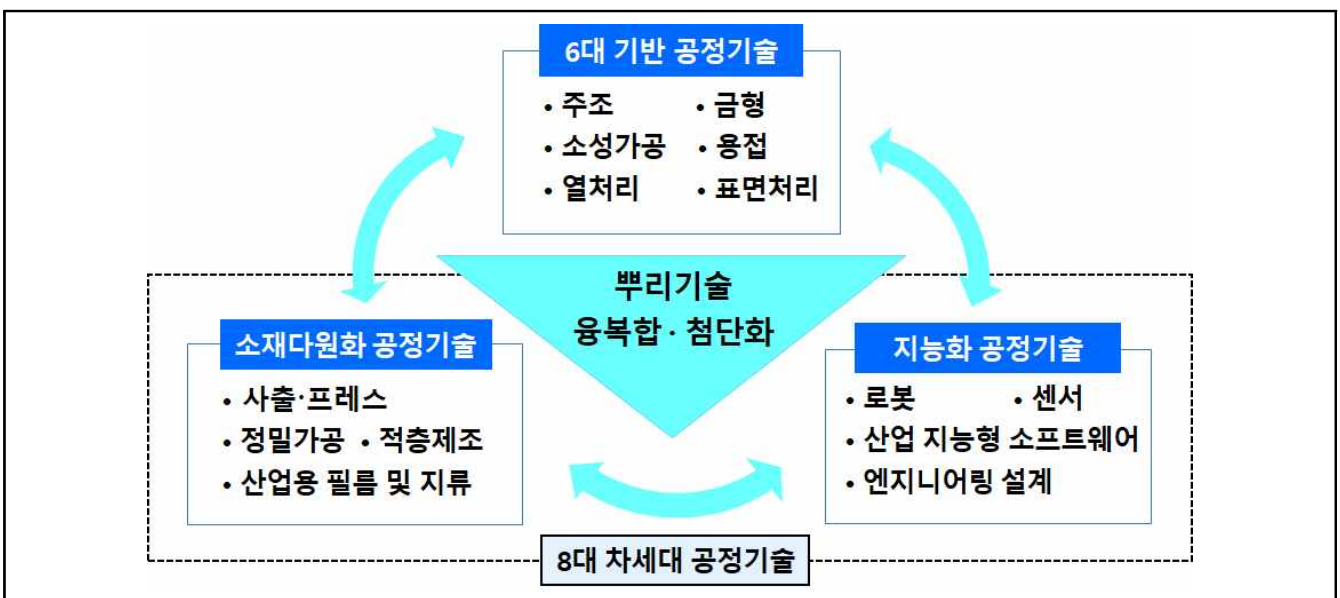 6대 기반 공정기술
• 주조 • 금형
• 소성가공 • 용접
• 열처리 • 표면처리
뿌리기술
융복합 · 첨단화
소재다원화 공정기술
• 사출·프레스
• 정밀가공 • 적층제조
• 산업용 필름 및 지류
지능화 공정기술
• 로봇 • 센서
• 산업 지능형 소프트웨어
• 엔지니어링 설계
8대 차세대 공정기술